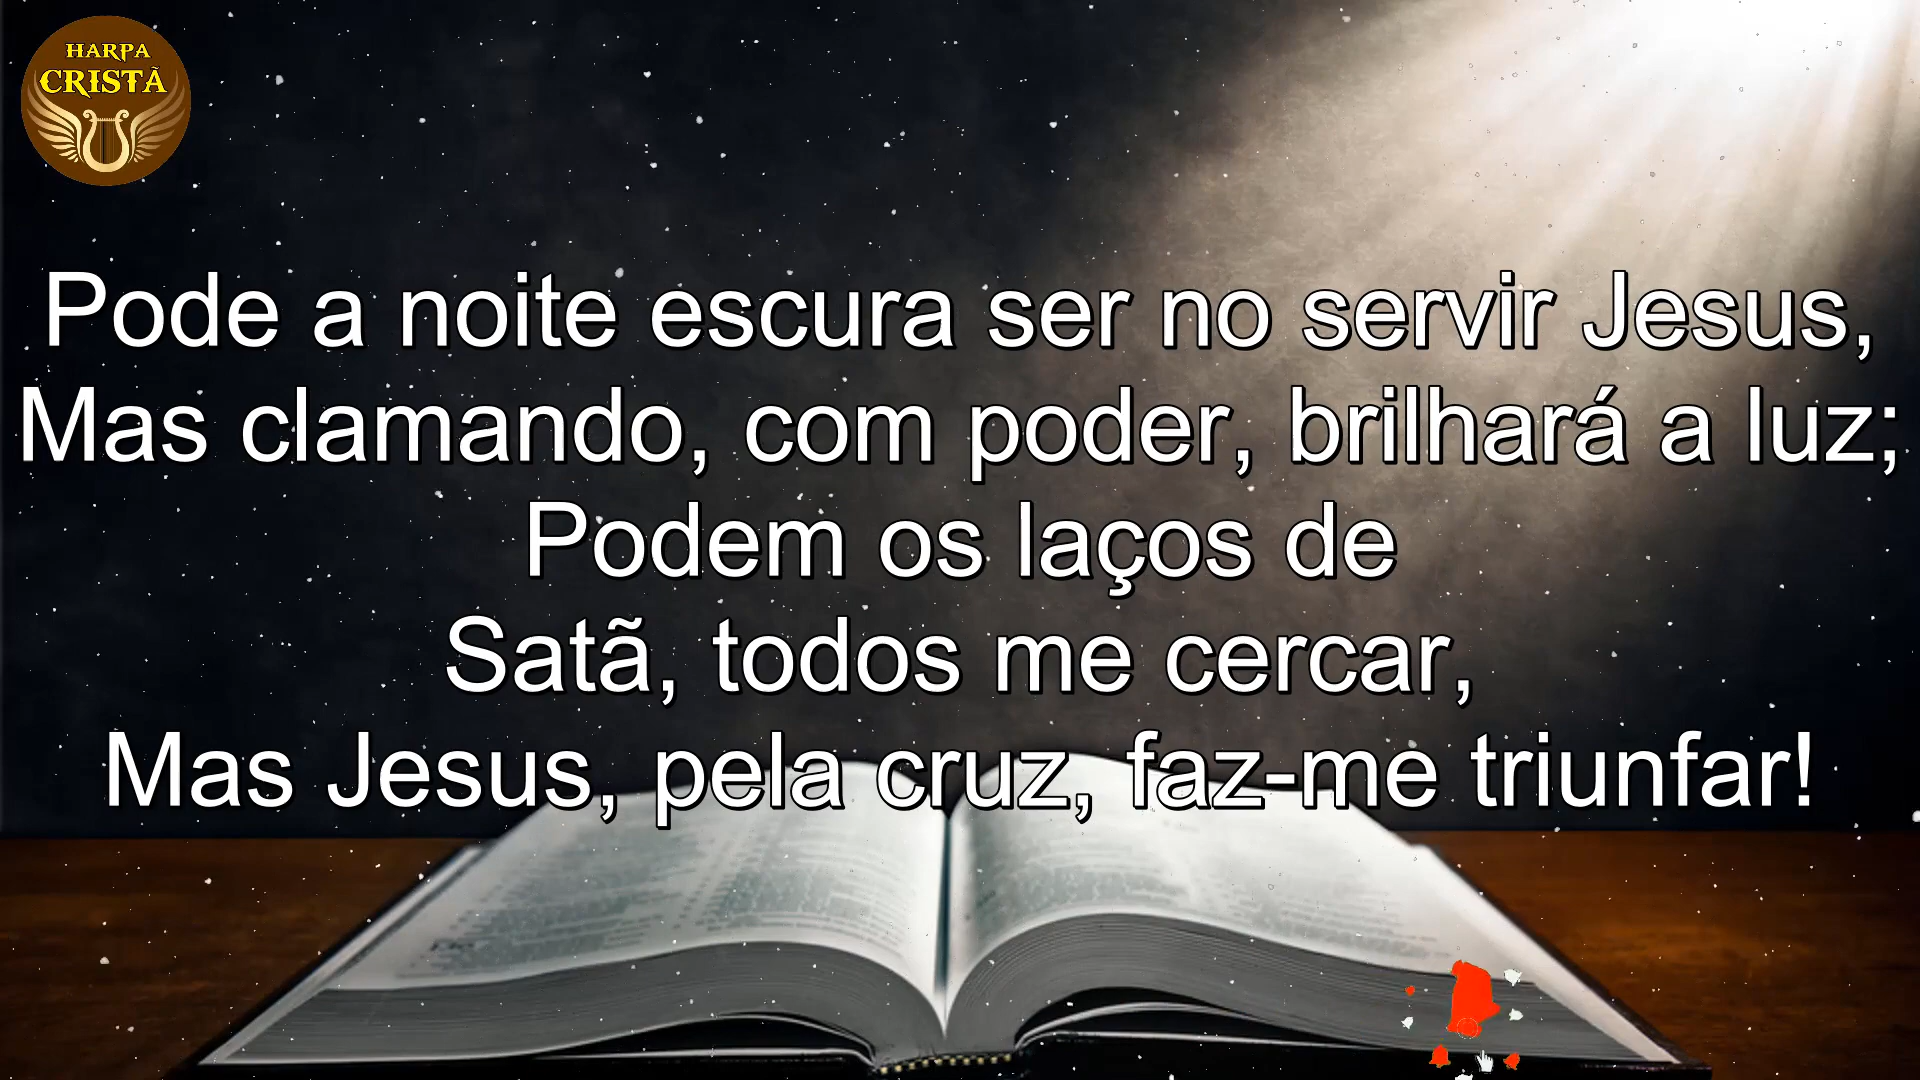 HARPA
CRISTÃ
Pode a noite escura ser no servir Jesus,
Mas clamando, com poder, brilhará a luz;
Podem os laços de
Satã, todos me cercar,
Mas Jesus, pela cruz, faz-me triunfar!